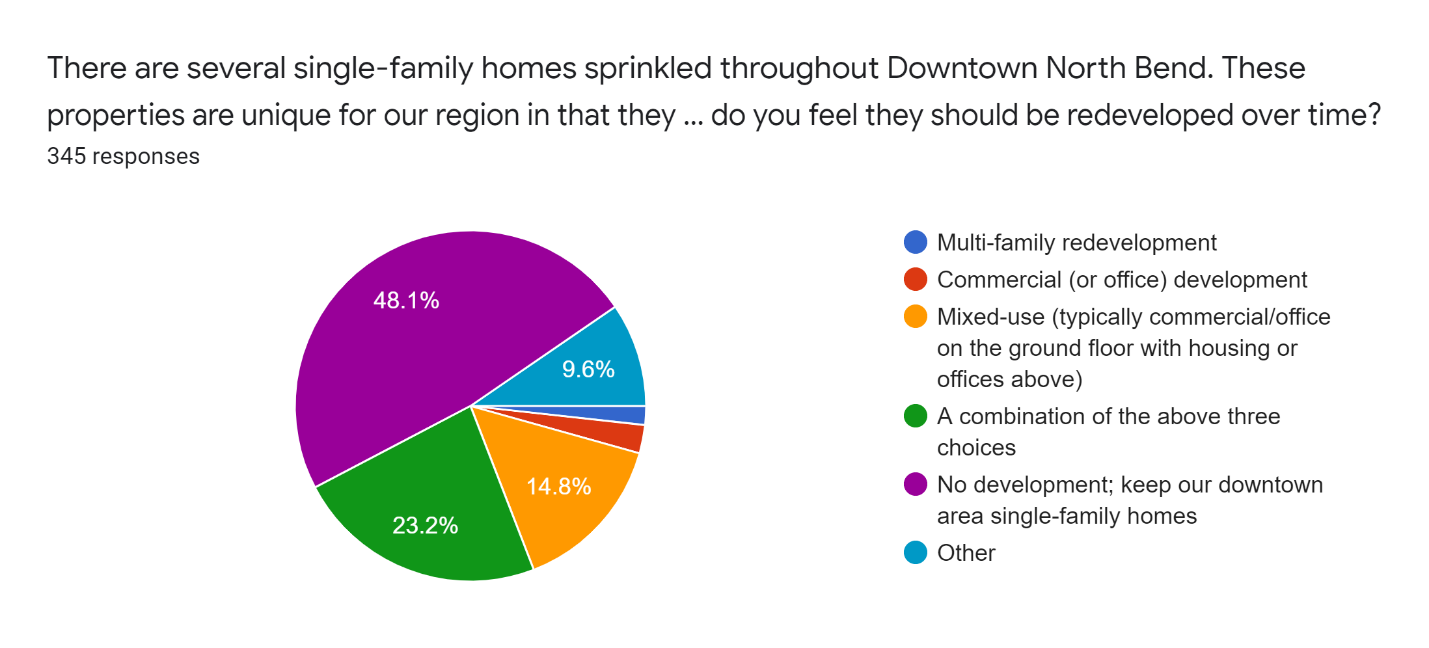 There are several single-family homes sprinkled throughout Downtown North Bend. These
properties are unique for our region in that they ... do you feel they should be redeveloped over time?
345 responses
48.1%
9.6%
14.8%
23.2%
Multi-family redevelopment
Commercial (or office) development
Mixed-use (typically commercial/office
on the ground floor with housing or
offices above)
A combination of the above three
choices
No development; keep our downtown
area single-family homes
Other